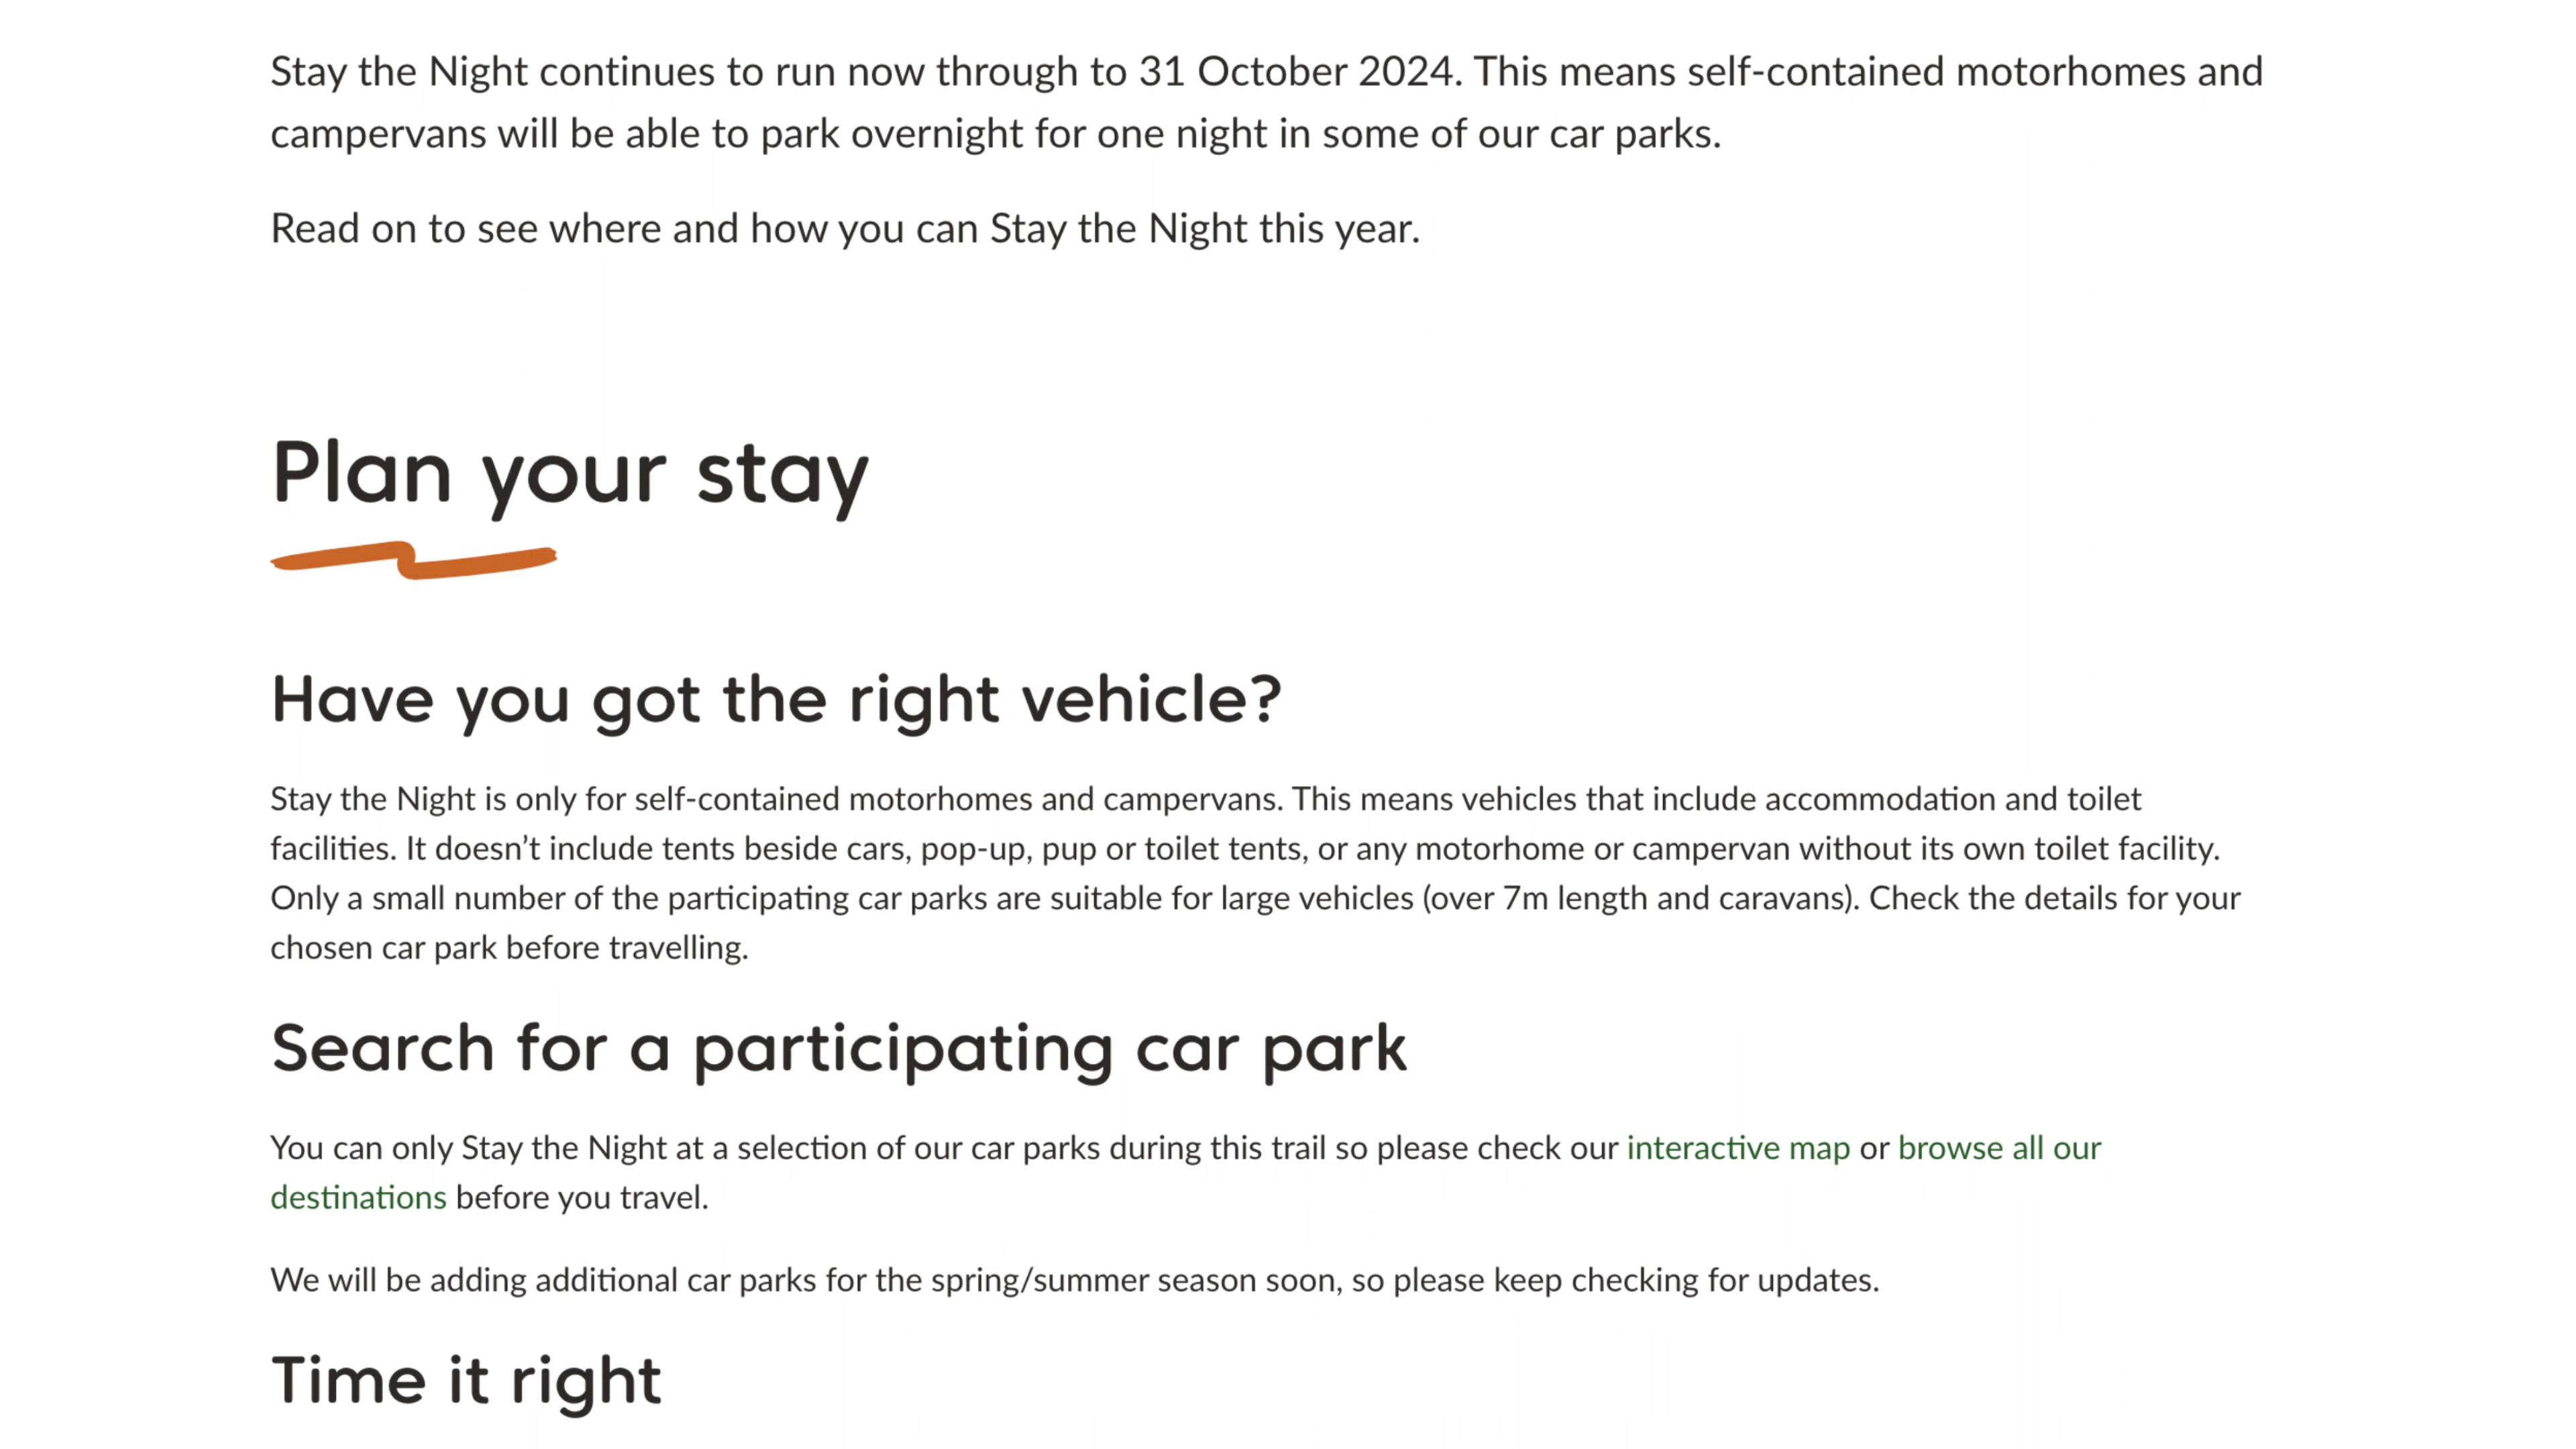 Stay the Night continues to run now through to 31 October 2024. This means self-contained motorhomes and
campervans will be able to park overnight for one night in some of our car parks.
Read on to see where and how you can Stay the Night this year.
Plan your stay
Have you got the right vehicle?
Stay the Night is only for self-contained motorhomes and campervans. This means vehicles that include accommodation and toilet
facilities. It doesn’t include tents beside cars, pop-up, pup or toilet tents, or any motorhome or campervan without its own toilet facility.
Only a small number of the participating car parks are suitable for large vehicles (over 7m length and caravans). Check the details for your
chosen car park before travelling.
Search for a participating car park
You can only Stay the Night at a selection of our car parks during this trail so please check our interactive map or browse all our
destinations before you travel.
We will be adding additional car parks for the spring/summer season soon, so please keep checking for updates.
Time it right